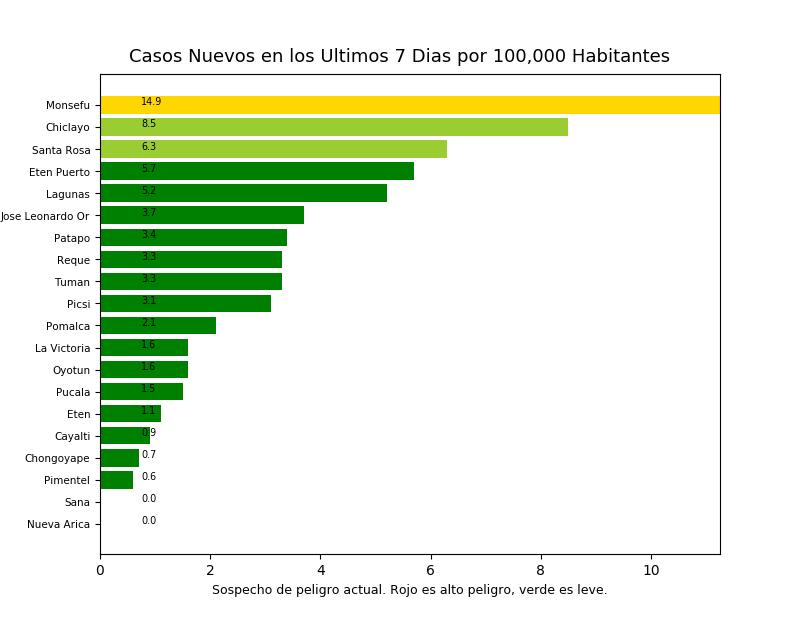 Casos Nuevos en los Ultimos 7 Dias por 100,000 Habitantes
Monsefu 14.9
Chiclayo 8.5
Santa Rosa 6.3
Eten Puerto 5.7
Lagunas 5.2
Jose Leonardo Or 3.7
Patapo 3.4
Reque 3.3
Tuman 3.3
Picsi 3.1
Pomalca 2.1
La Victoria 1.6
Oyotun 1.6
Pucala 1.5
Eten 1.1
Cayalti 0.9
Chongoyape 0.7
Pimentel 0.6
Sana 0.0
Nueva Arica 0.0
0 2 4 6 8 10
Sospecho de peligro actual. Rojo es alto peligro, verde es leve.